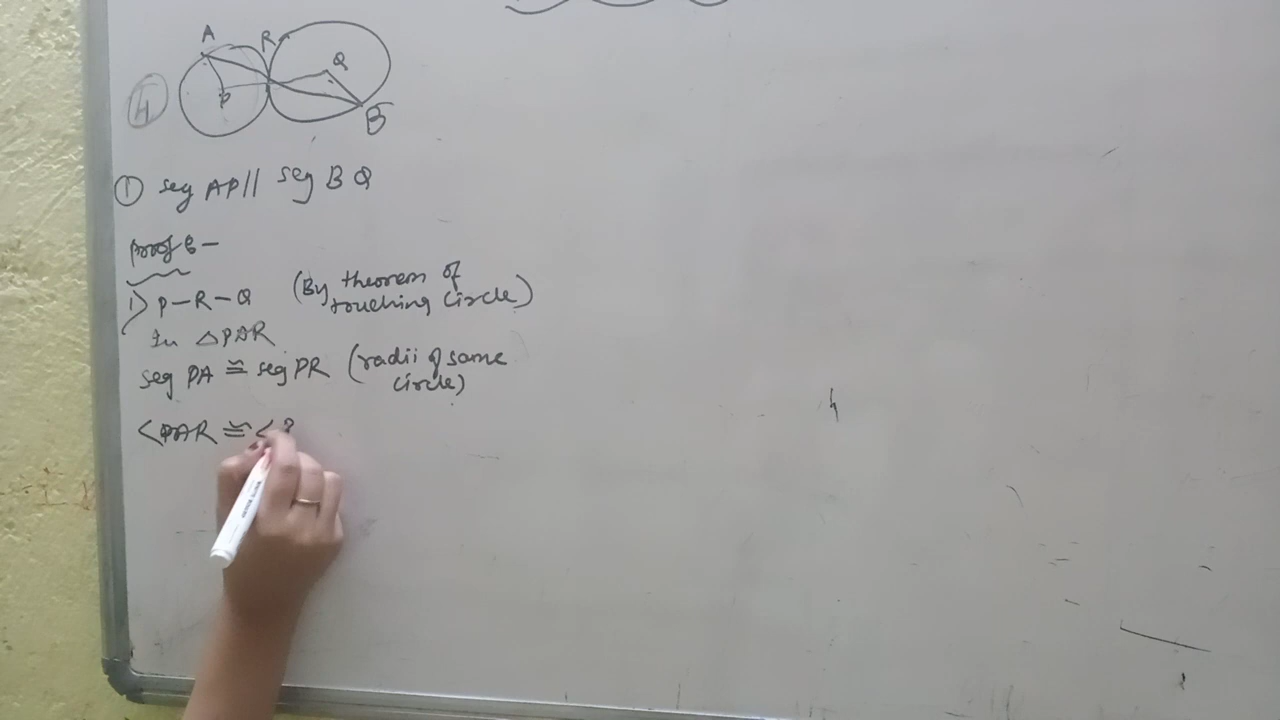 A
R
Q
4
P
B
① seg AP // seg BQ
proof :-
1) P-R-Q (By theorem of
touching circle)
In △PAR
seg PA ≅ seg PR (radii of same
circle)
<PAR ≅ <